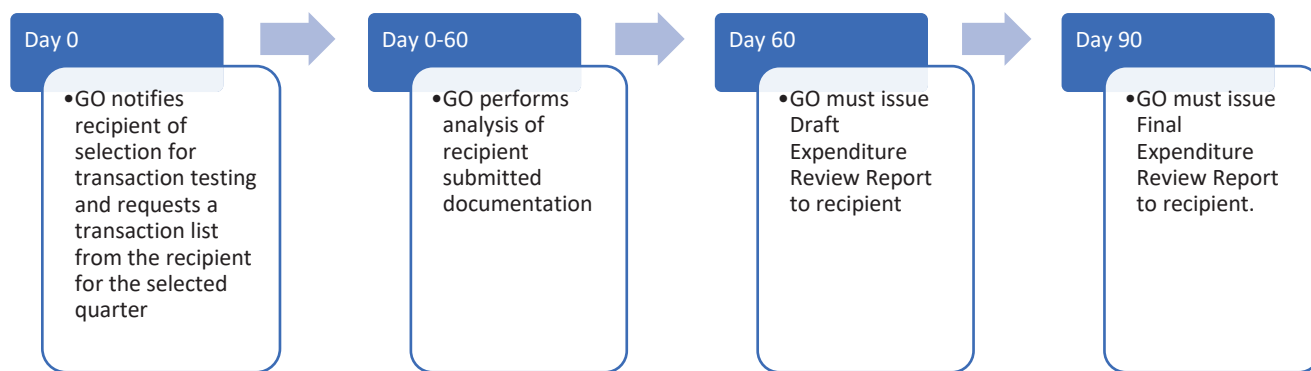 Day 0
•GO notifies
recipient of
selection for
transaction testing
and requests a
transaction list
from the recipient
for the selected
quarter
Day 0-60
•GO performs
analysis of
recipient
submitted
documentation
Day 60
•GO must issue
Draft
Expenditure
Review Report
to recipient
Day 90
•GO must issue
Final
Expenditure
Review Report
to recipient.